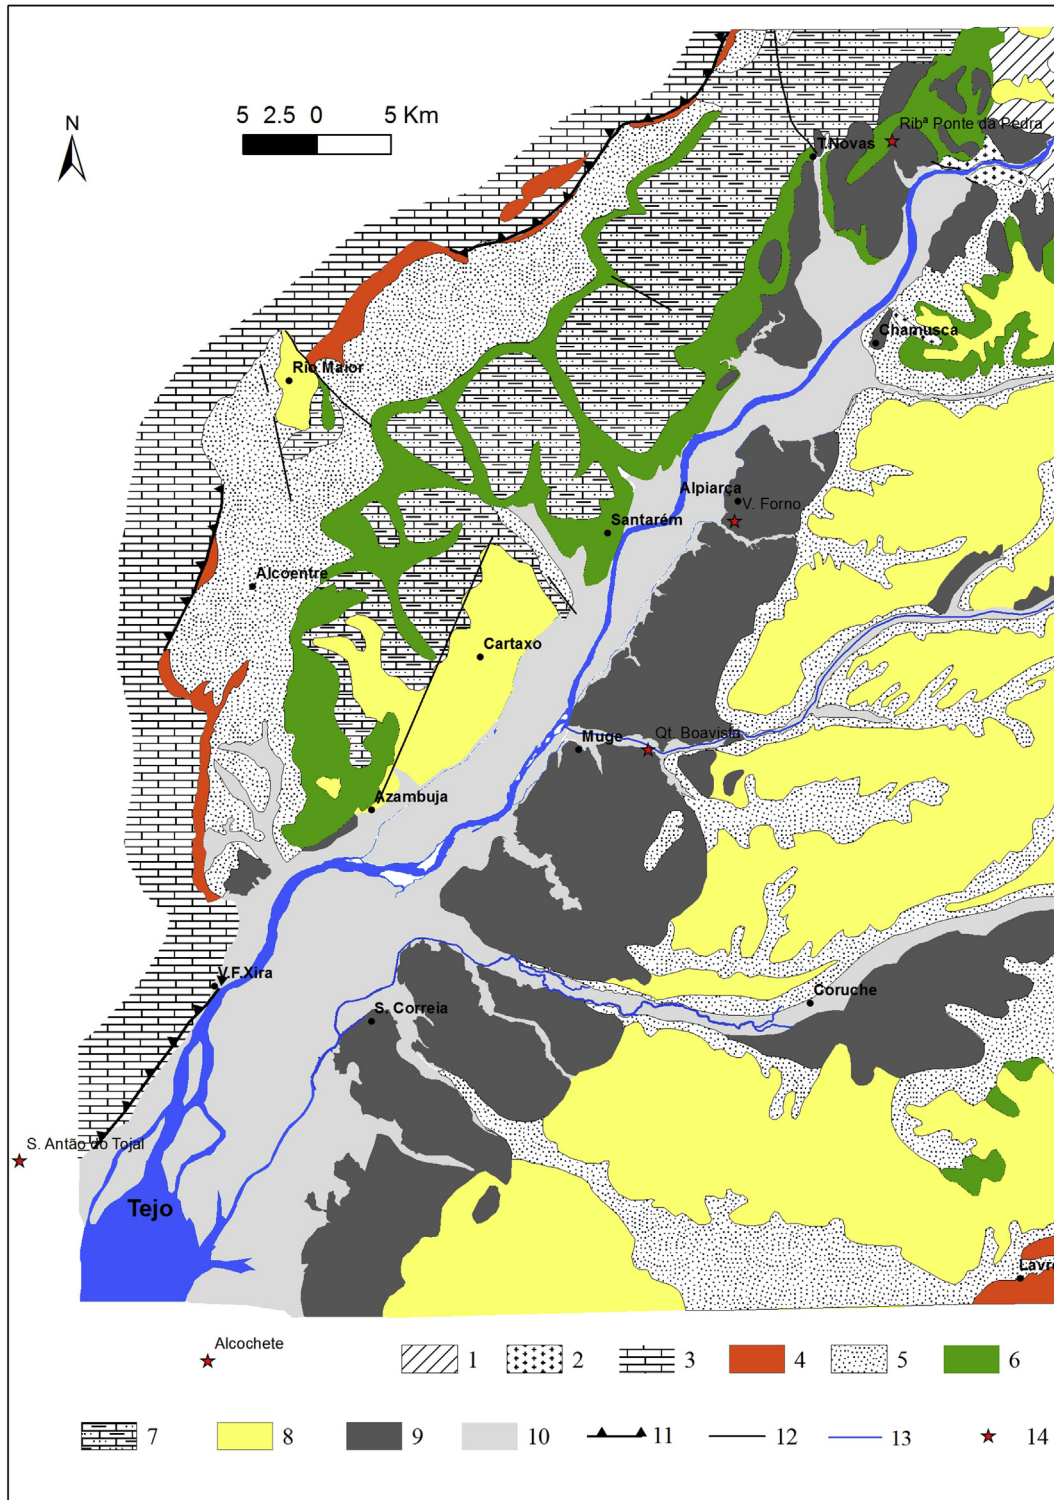 5 2.5 0 5 Km
N
Ribª Ponte da Pedra
T.Novas
Chamusca
Rio Maior
Alpiarça
V. Forno
Santarém
Alcoentre
Cartaxo
Qt. Boavista
Muge
Azambuja
V.F.Xira
Coruche
S. Correia
S. Antão do Tojal
Tejo
Lavre
Alcochete
1 2 3 4 5 6
7 8 9 10 11 12 13 14